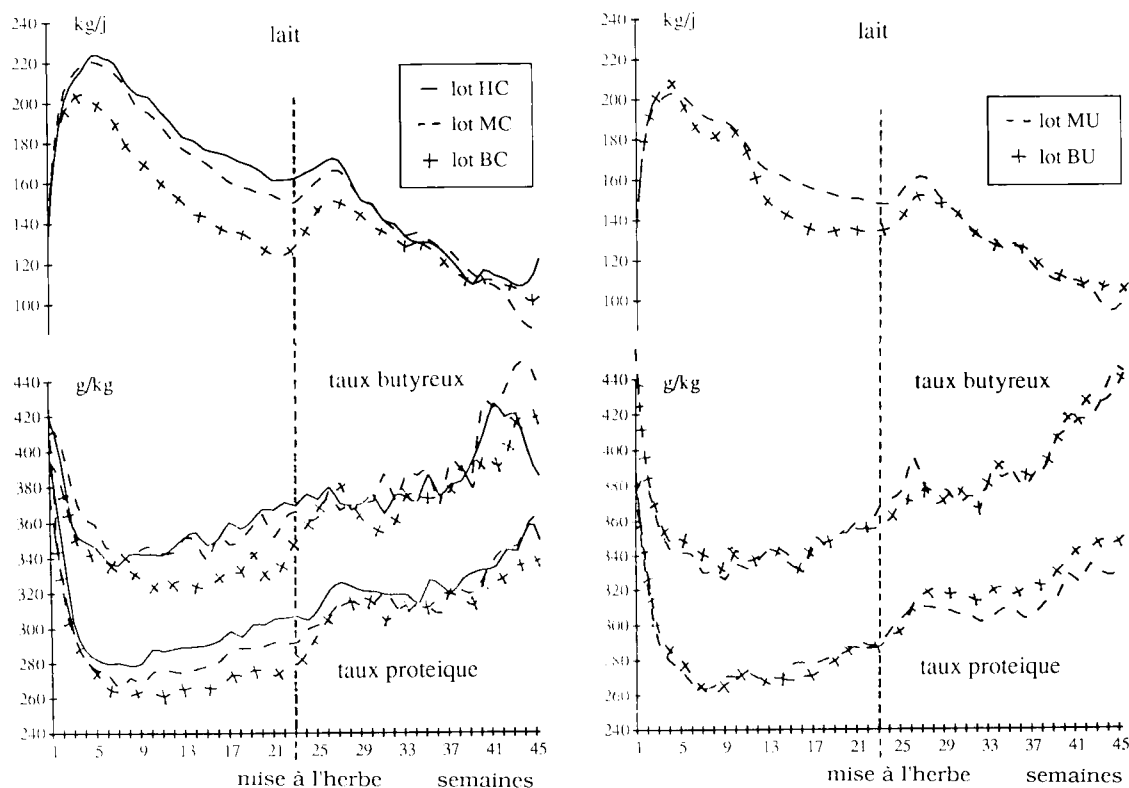 kg/j
lait
240
220
200
180
160
140
120
100
lot HC
lot MC
lot BC
g/kg
taux butyreux
440
420
400
380
360
340
320
300
280
260
240
taux proteique
1 5 9 13 17 21 25 29 33 37 41 45
mise à l'herbe semaines
kg/j
lait
240
220
200
180
160
140
120
100
lot MU
lot BU
g/kg
taux butyreux
440
420
400
380
360
340
320
300
280
260
240
taux proteique
1 5 9 13 17 21 25 29 33 37 41 45
mise à l'herbe semaines